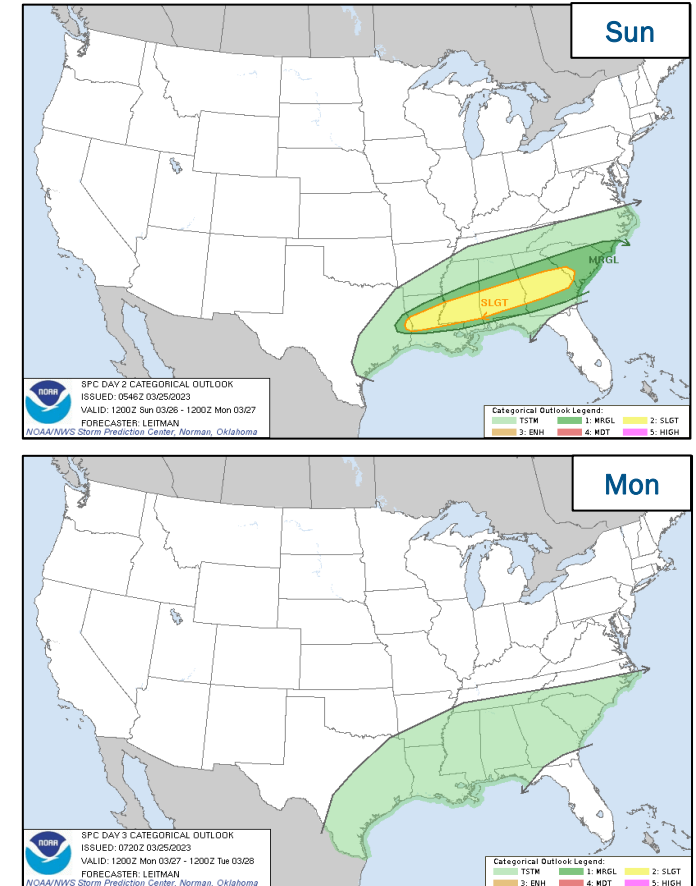 Sun
MRGL
SLGT
NOAA
SPC DAY 2 CATEGORICAL OUTLOOK
ISSUED: 0546Z 03/25/2023
VALID: 1200Z Sun 03/26 - 1200Z Mon 03/27
FORECASTER: LEITMAN
NOAA/NWS Storm Prediction Center, Norman, Oklahoma
Categorical Outlook Legend:
TSTM 1: MRGL 2: SLGT
3: ENH 4: MDT 5: HIGH
Mon
NOAA
SPC DAY 3 CATEGORICAL OUTLOOK
ISSUED: 0720Z 03/25/2023
VALID: 1200Z Mon 03/27 - 1200Z Tue 03/28
FORECASTER: LEITMAN
NOAA/NWS Storm Prediction Center, Norman, Oklahoma
Categorical Outlook Legend:
TSTM 1: MRGL 2: SLGT
3: ENH 4: MDT 5: HIGH